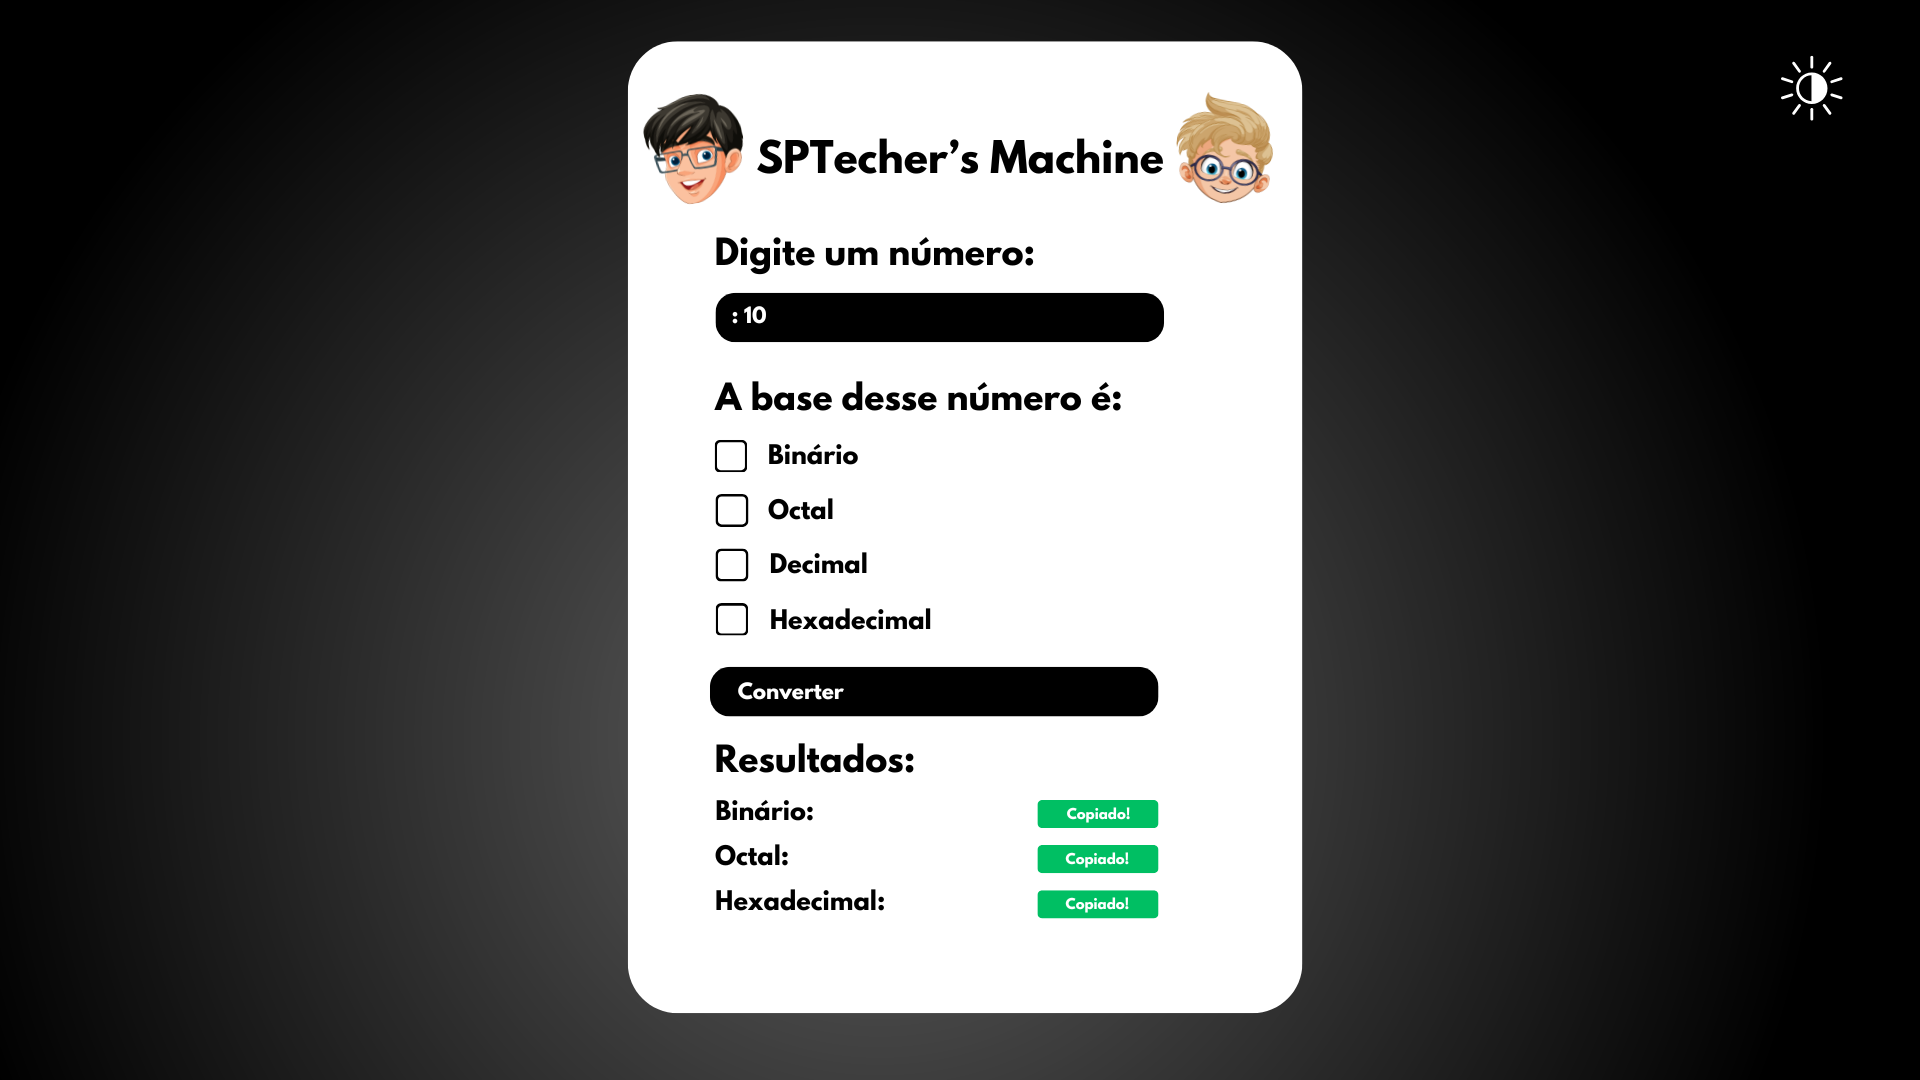 SPTecher’s Machine
Digite um número:
: 10
A base desse número é:
Binário
Octal
Decimal
Hexadecimal
Converter
Resultados:
Binário: Copiado!
Octal: Copiado!
Hexadecimal: Copiado!